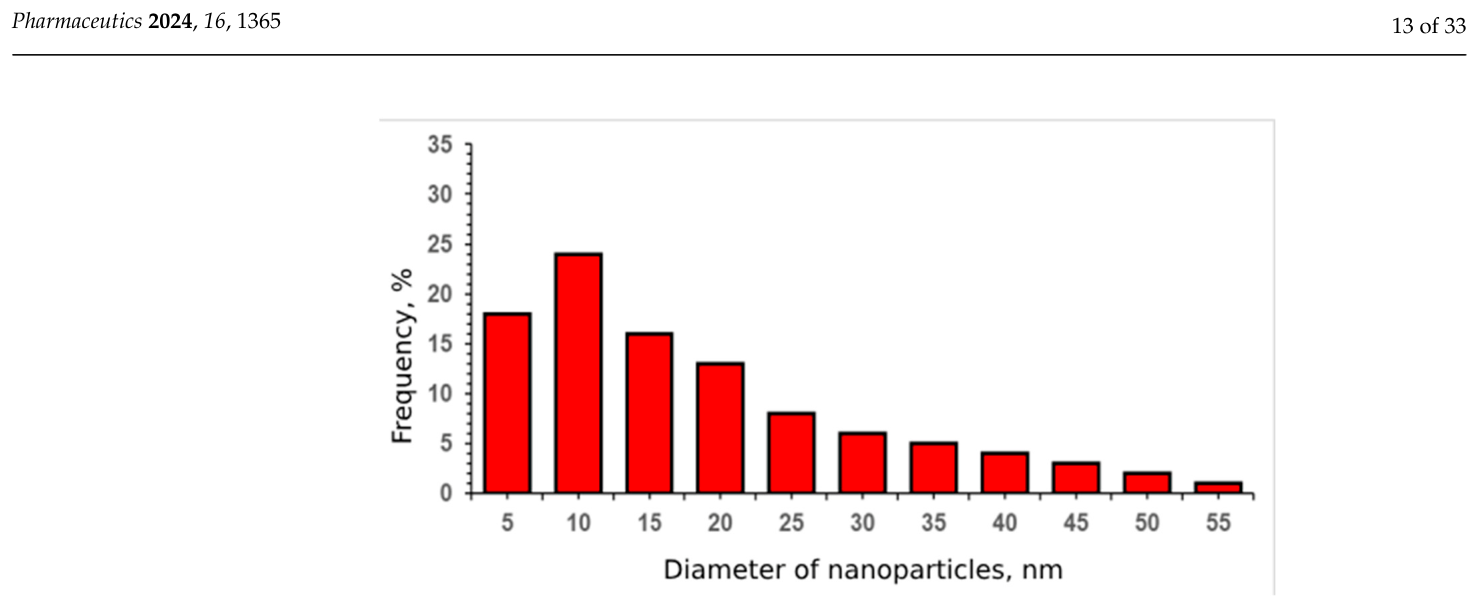 Pharmaceutics 2024, 16, 1365
13 of 33
35
30
25
20
15
10
5
0
Frequency, %
5 10 15 20 25 30 35 40 45 50 55
Diameter of nanoparticles, nm